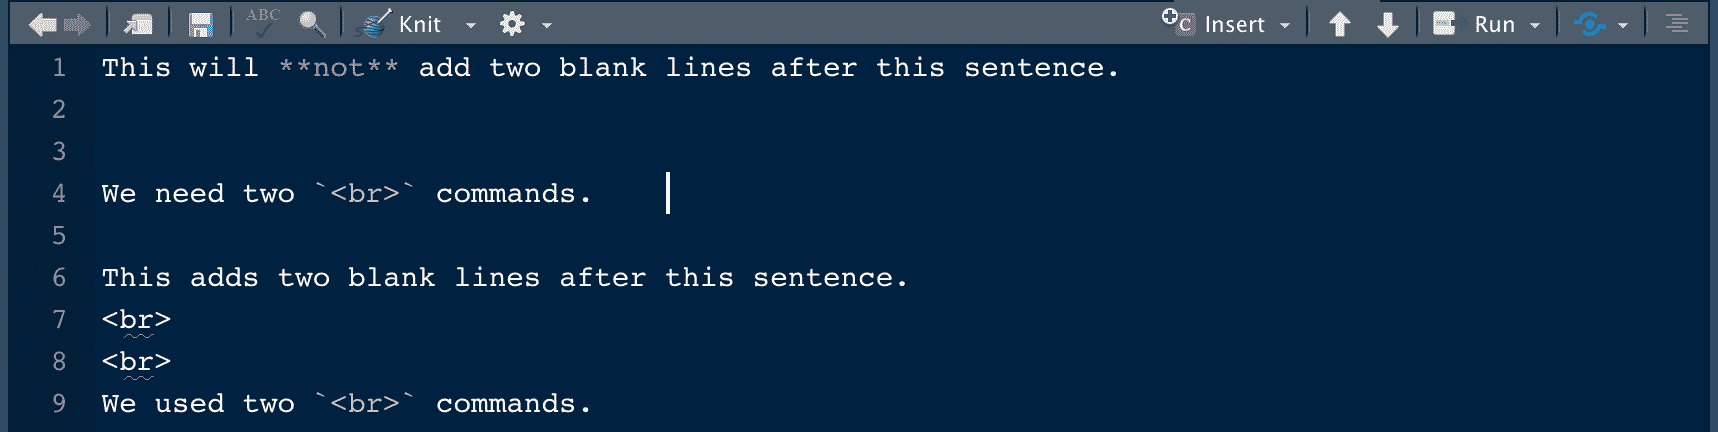 ABC Knit Insert Run
1 This will **not** add two blank lines after this sentence.
2
3
4 We need two `<br>` commands.
5
6 This adds two blank lines after this sentence.
7 <br>
8 <br>
9 We used two `<br>` commands.